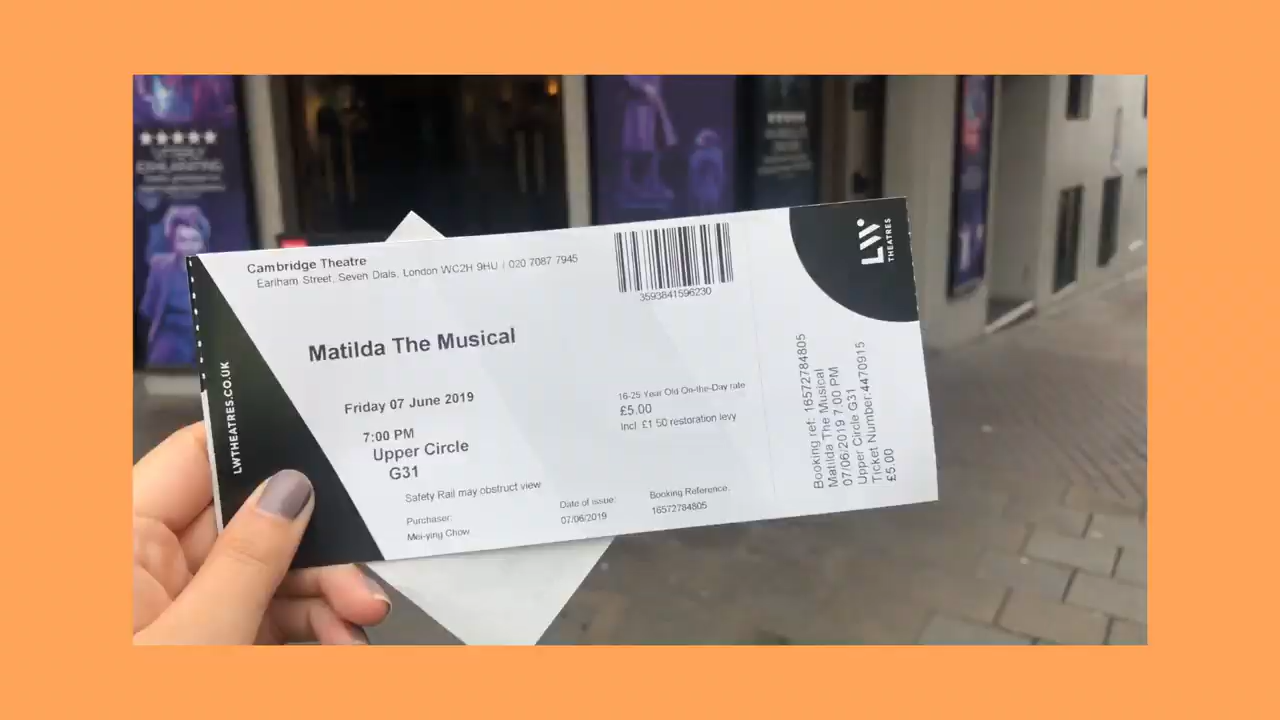 Cambridge Theatre
Earlham Street, Seven Dials, London WC2H 9HU / 020 7087 7945
3593841596230
Matilda The Musical
Friday 07 June 2019
7:00 PM
Upper Circle
G31
Safety Rail may obstruct view
Purchaser:
Mei-ying Chow
16-25 Year Old On-the-Day rate
£5.00
Incl. £1.50 restoration levy
Date of issue:
07/06/2019
Booking Reference.
16572784805
LWTHEATRES.CO.UK
LW
THEATRES
Booking ref: 16572784805
Matilda The Musical
07/06/2019 7:00 PM
Upper Circle G31
Ticket Number:4470915
£5.00